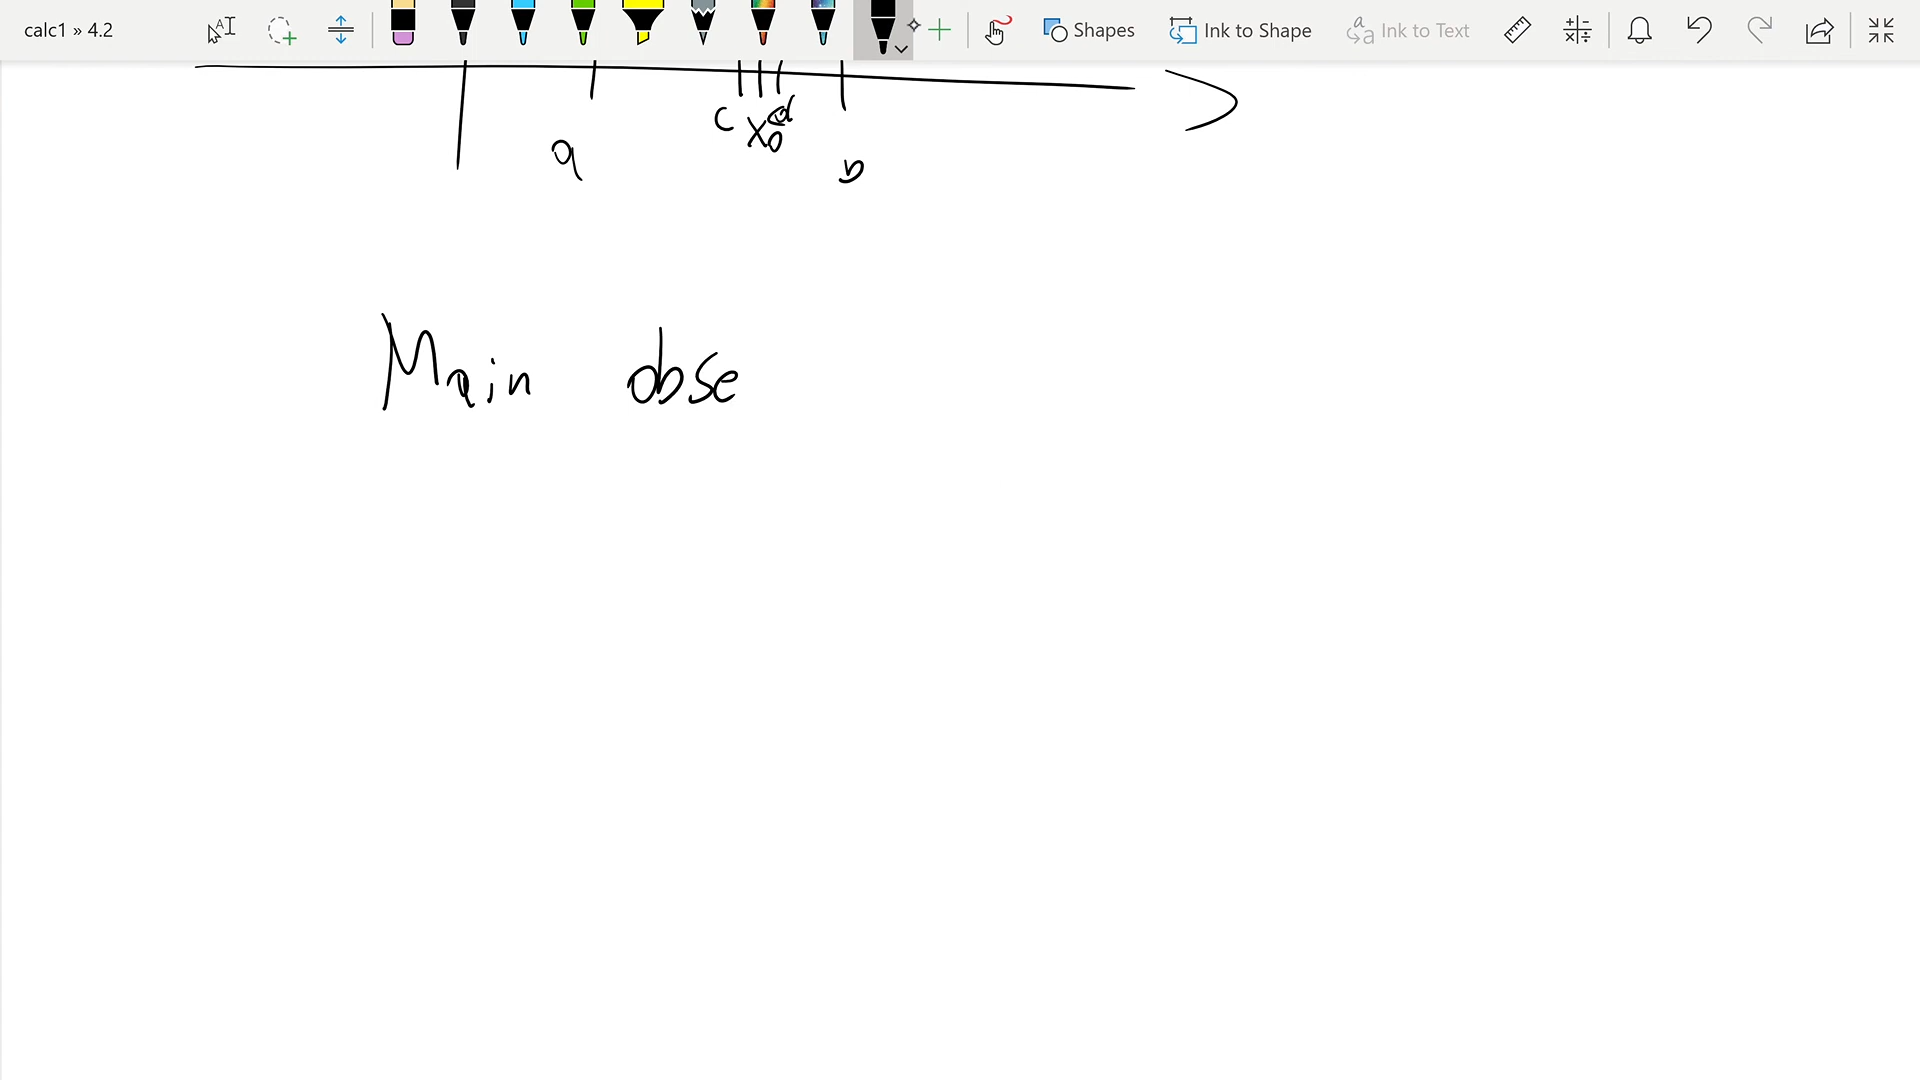 calc1 » 4.2 Shapes Ink to Shape Ink to Text
c x₀ d
a b
Main obse